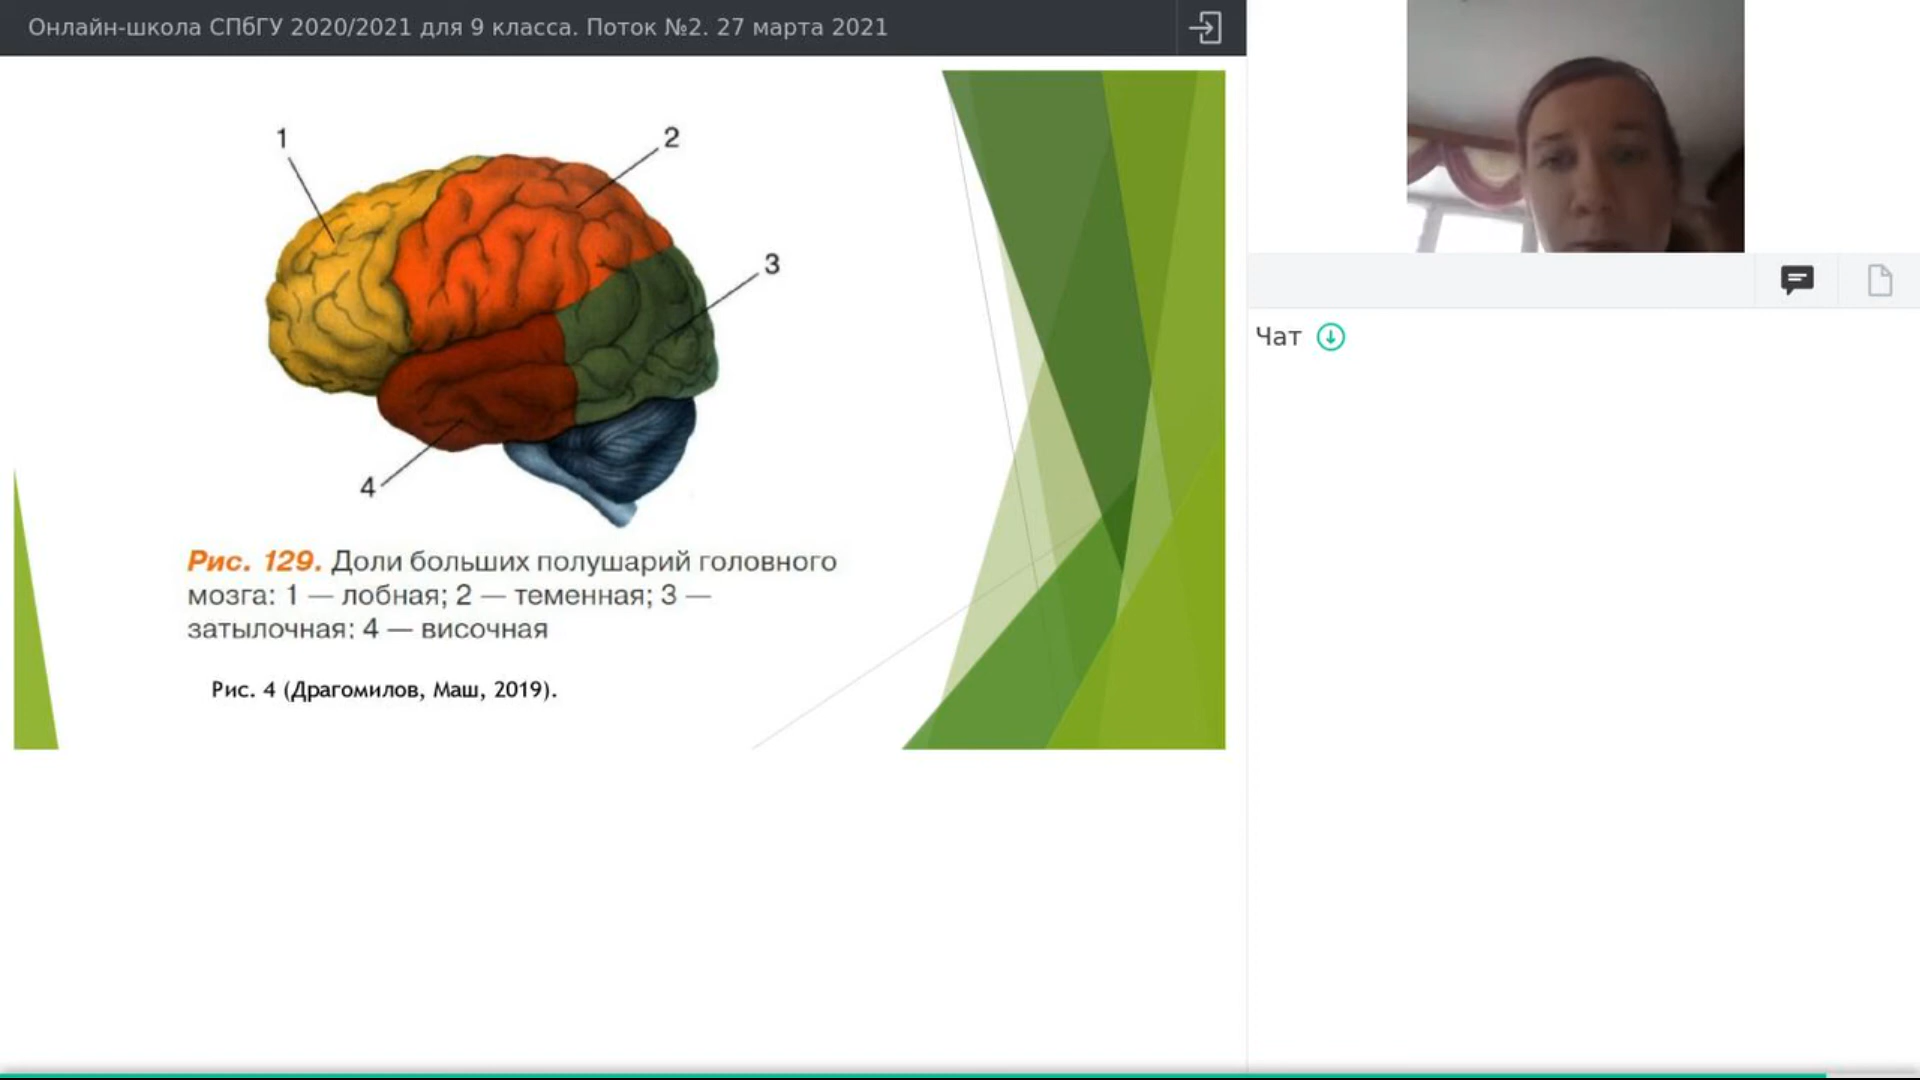 Онлайн-школа СПбГУ 2020/2021 для 9 класса. Поток №2. 27 марта 2021
1
2
3
4
Рис. 129. Доли больших полушарий головного
мозга: 1 — лобная; 2 — теменная; 3 —
затылочная: 4 — височная
Рис. 4 (Драгомилов, Маш, 2019).
Чат